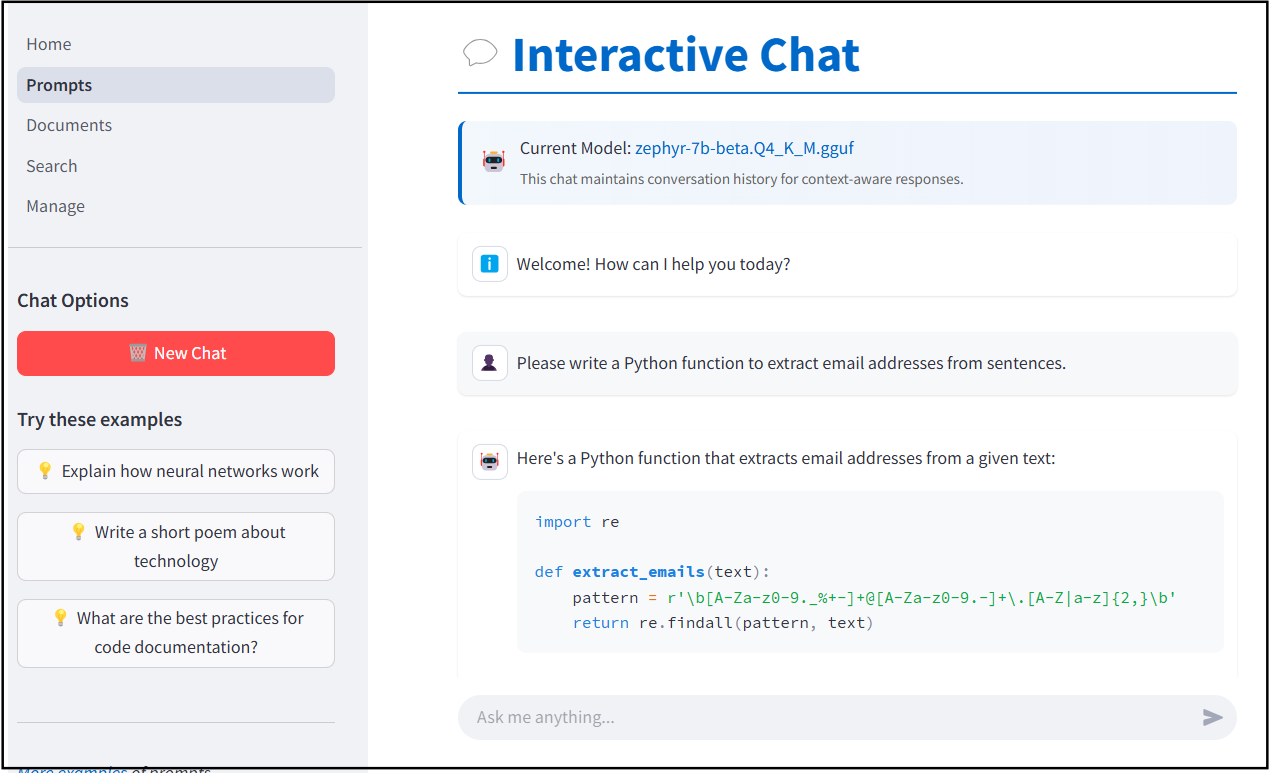 Home
Prompts
Documents
Search
Manage
Chat Options
New Chat
Try these examples
Explain how neural networks work
Write a short poem about
technology
What are the best practices for
code documentation?
More examples of prompts
Interactive Chat
Current Model: zephyr-7b-beta.Q4_K_M.gguf
This chat maintains conversation history for context-aware responses.
Welcome! How can I help you today?
Please write a Python function to extract email addresses from sentences.
Here's a Python function that extracts email addresses from a given text:
import re
def extract_emails(text):
    pattern = r'\b[A-Za-z0-9._%+-]+@[A-Za-z0-9.-]+\.[A-Z|a-z]{2,}\b'
    return re.findall(pattern, text)
Ask me anything...